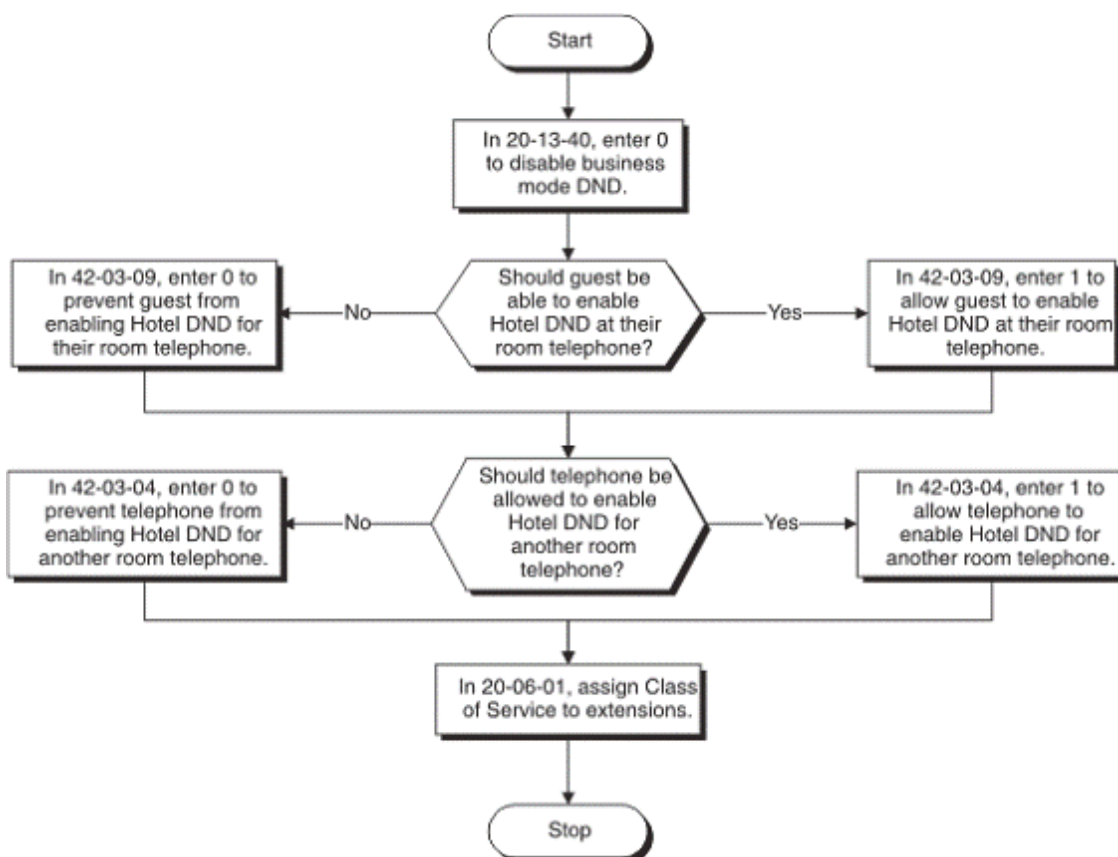 Start
In 20-13-40, enter 0
to disable business
mode DND.
In 42-03-09, enter 0 to
prevent guest from
enabling Hotel DND for
their room telephone.
No
Should guest be
able to enable
Hotel DND at their
room telephone?
Yes
In 42-03-09, enter 1 to
allow guest to enable
Hotel DND at their room
telephone.
In 42-03-04, enter 0 to
prevent telephone from
enabling Hotel DND for
another room telephone.
No
Should telephone be
allowed to enable
Hotel DND for
another room
telephone?
Yes
In 42-03-04, enter 1 to
allow telephone to
enable Hotel DND for
another room telephone.
In 20-06-01, assign Class
of Service to extensions.
Stop